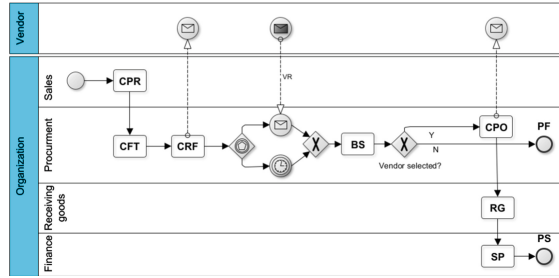 Vendor
VR
Organization
Sales
CPR
Procurment
CFT
CRF
BS
Y
N
Vendor selected?
CPO
PF
Receiving
goods
RG
Finance
SP
PS